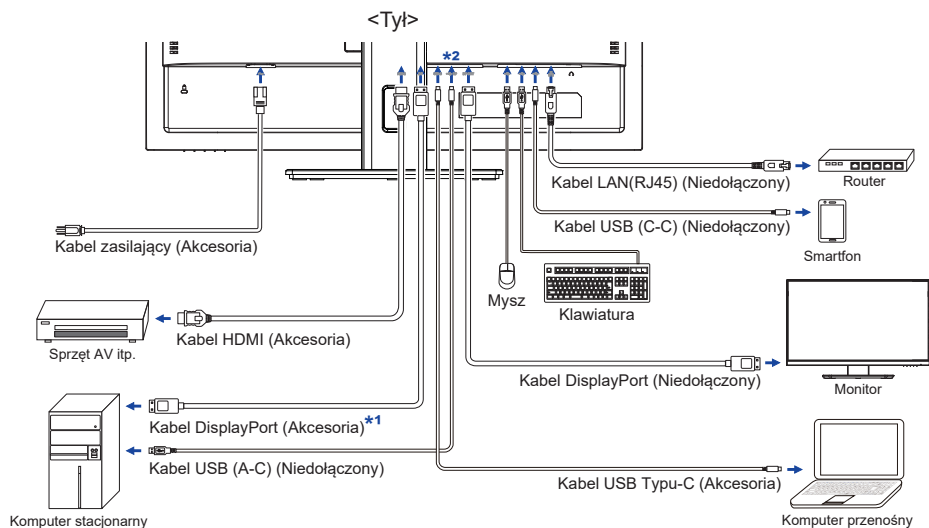 <Tył>
*2
Kabel LAN(RJ45) (Niedołączony)
Router
Kabel USB (C-C) (Niedołączony)
Smartfon
Kabel zasilający (Akcesoria)
Mysz
Klawiatura
Kabel HDMI (Akcesoria)
Sprzęt AV itp.
Kabel DisplayPort (Niedołączony)
Monitor
Kabel DisplayPort (Akcesoria)*1
Kabel USB (A-C) (Niedołączony)
Kabel USB Typu-C (Akcesoria)
Komputer stacjonarny
Komputer przenośny